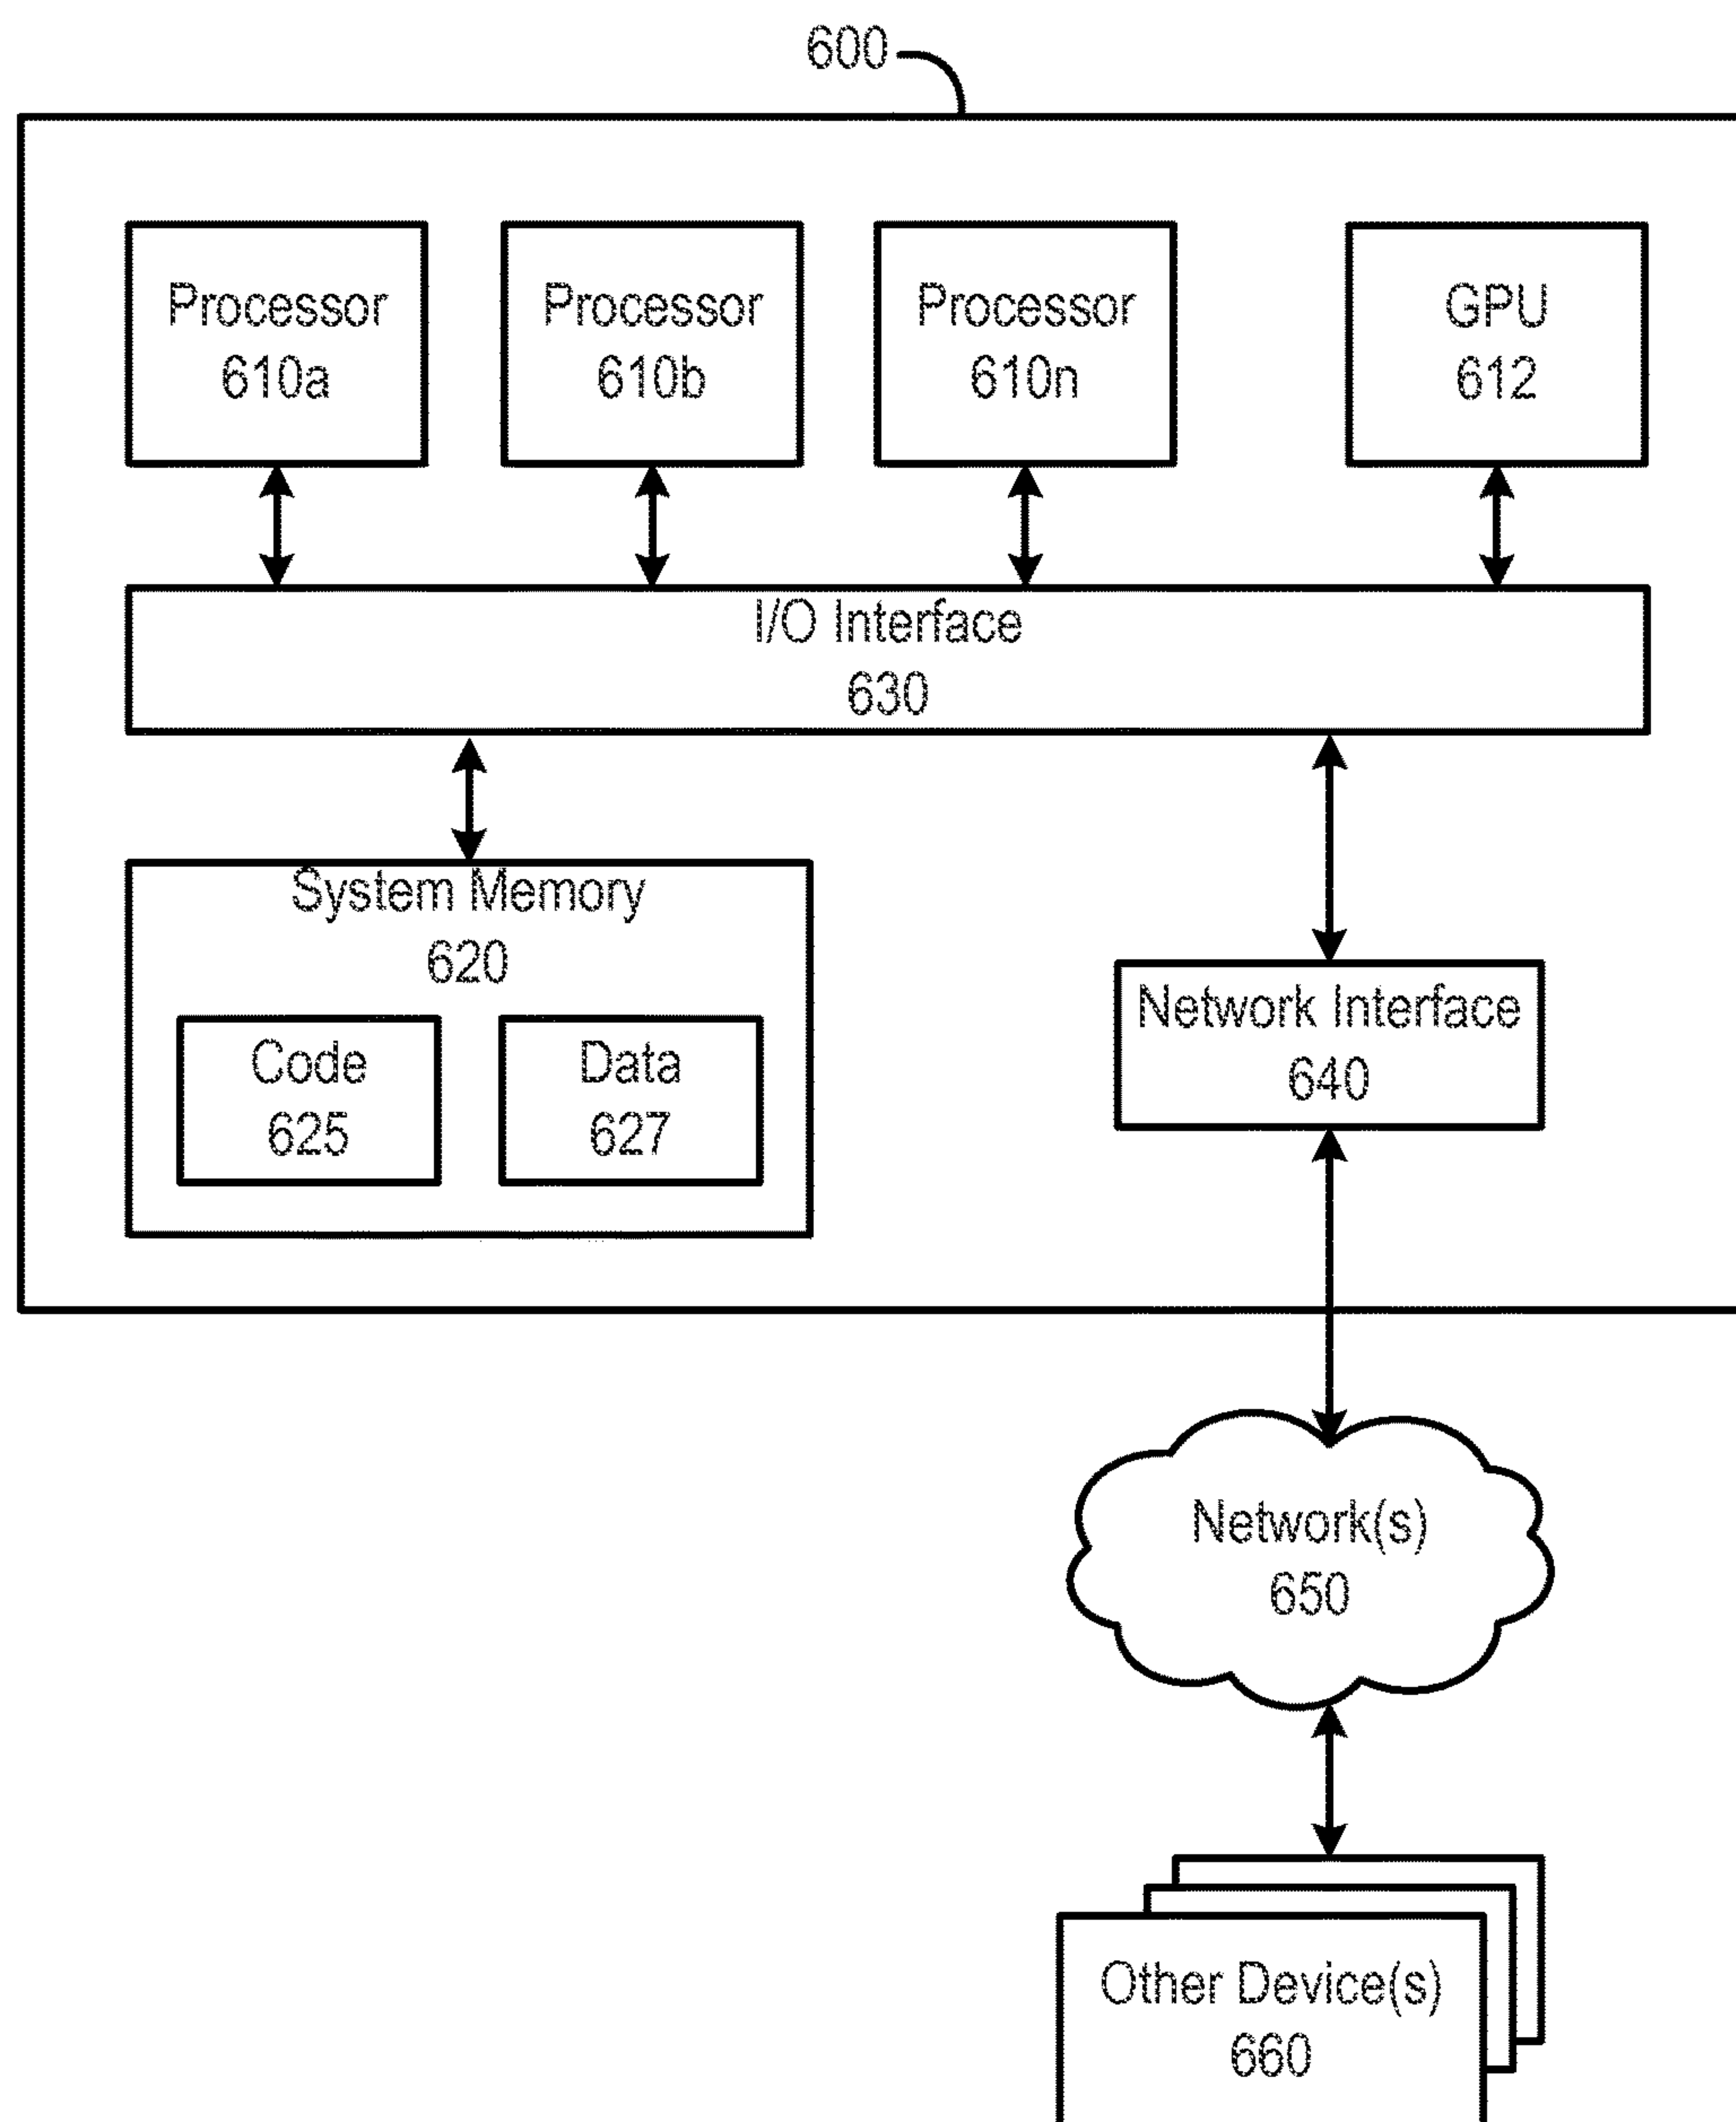 600
Processor
610a
Processor
610b
Processor
610n
GPU
612
I/O Interface
630
System Memory
620
Code
625
Data
627
Network Interface
640
Network(s)
650
Other Device(s)
660